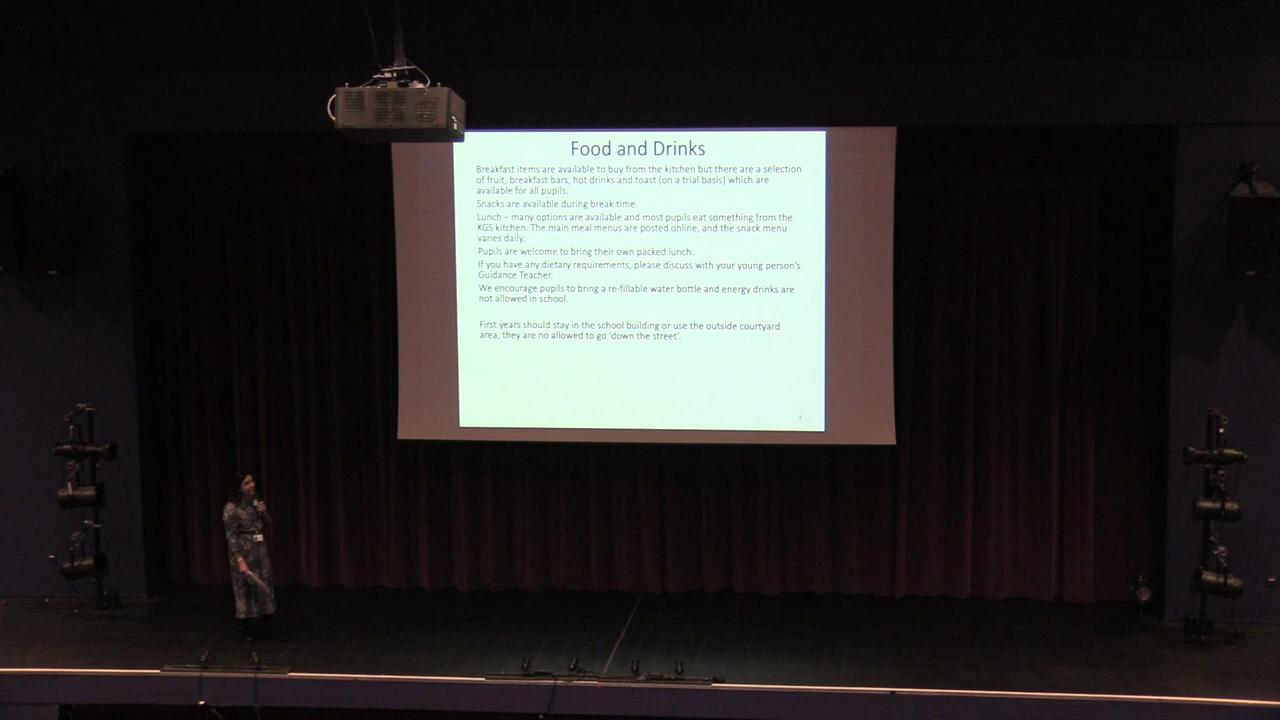 Food and Drinks
Breakfast items are available to buy from the kitchen but there are a selection
of fruit, breakfast bars, hot drinks and toast (on a trial basis) which are
available for all pupils.
Snacks are available during break time.
Lunch – many options are available and most pupils eat something from the
KGS kitchen. The main meal menus are posted online, and the snack menu
varies daily.
Pupils are welcome to bring their own packed lunch.
If you have any dietary requirements, please discuss with your young person's
Guidance Teacher.
We encourage pupils to bring a re-fillable water bottle and energy drinks are
not allowed in school.
First years should stay in the school building or use the outside courtyard
area, they are no allowed to go 'down the street'.